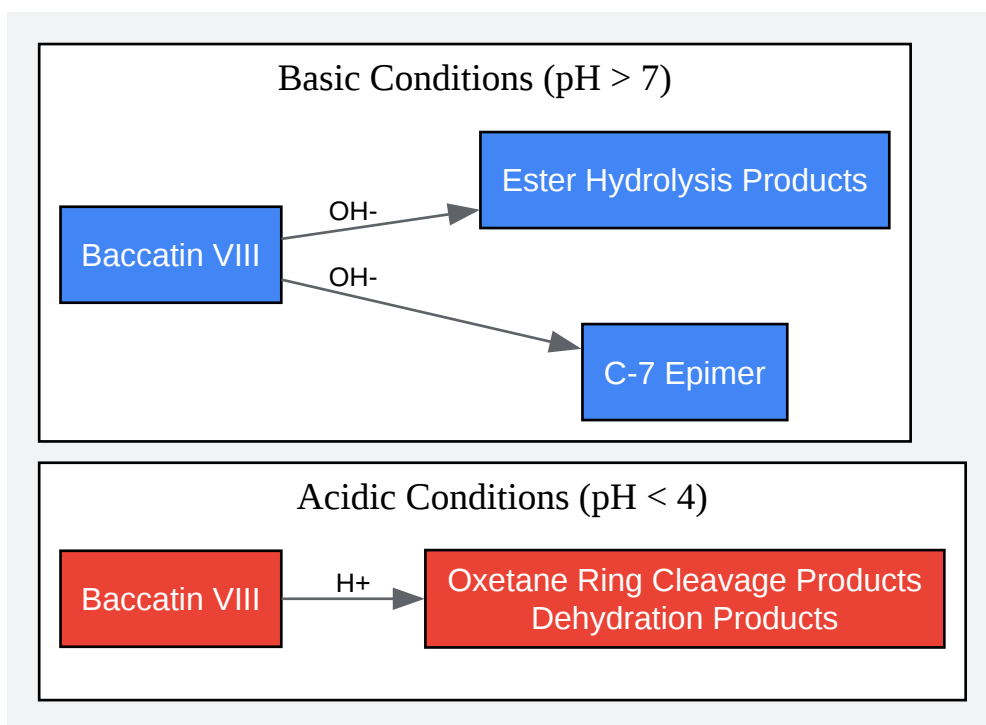 Basic Conditions (pH > 7)
Ester Hydrolysis Products
OH-
Baccatin VIII
OH-
C-7 Epimer
Acidic Conditions (pH < 4)
Baccatin VIII
H+
Oxetane Ring Cleavage Products
Dehydration Products